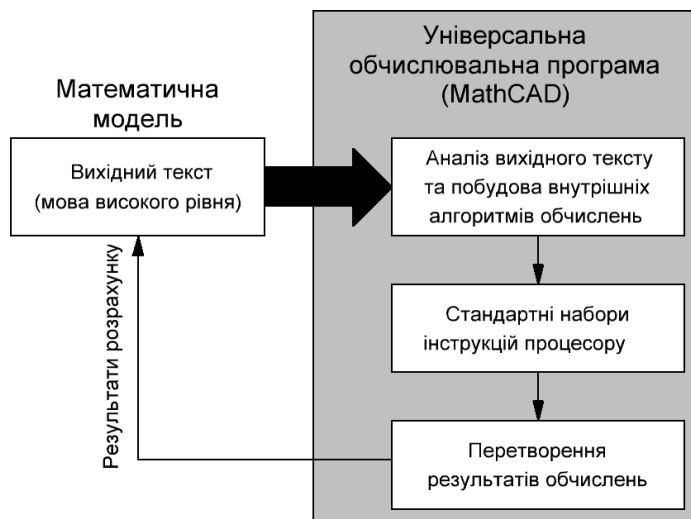 Універсальна
обчислювальна програма
(MathCAD)
Математична
модель
Вихідний текст
(мова високого рівня)
Аналіз вихідного тексту
та побудова внутрішніх
алгоритмів обчислень
Стандартні набори
інструкцій процесору
Результати розрахунку
Перетворення
результатів обчислень